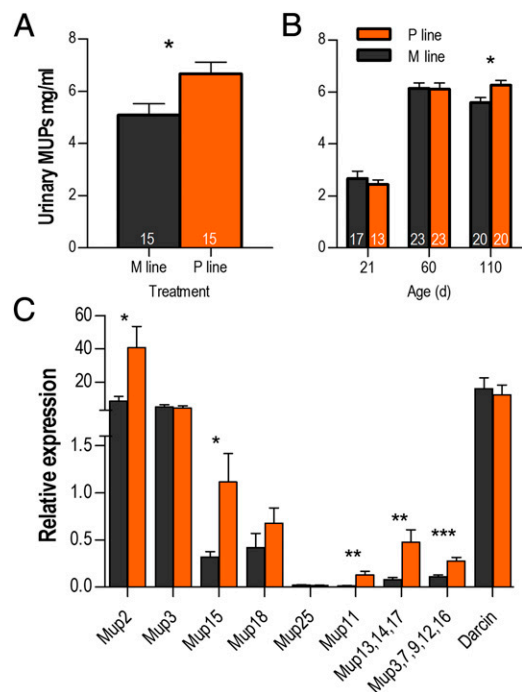 A
*
Urinary MUPs mg/ml
8
6
4
2
0
15
15
M line
P line
Treatment
B
P line
M line
*
8
6
4
2
0
17
13
23
23
20
20
21
60
110
Age (d)
C
Relative expression
60
40
20
1.5
1.0
0.5
0.0
*
*
**
**
***
Mup2
Mup3
Mup15
Mup18
Mup25
Mup11
Mup13,14,17
Mup3,7,9,12,16
Darcin